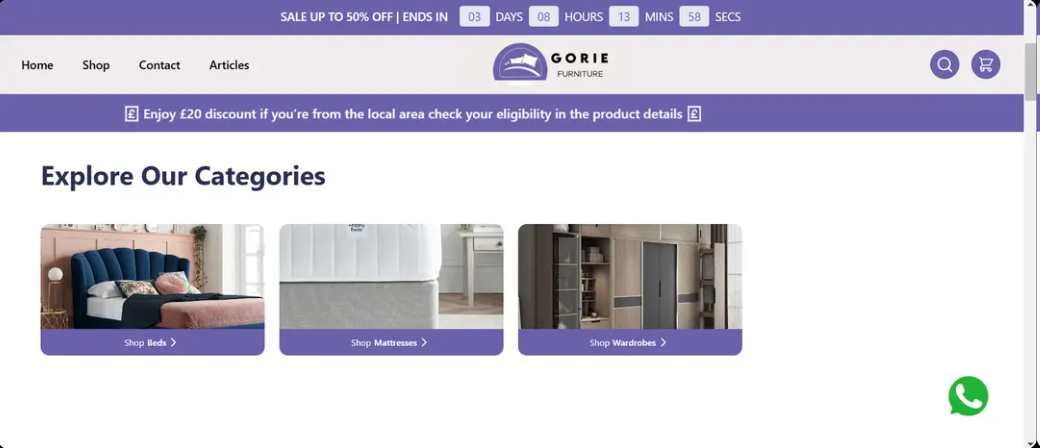 SALE UP TO 50% OFF | ENDS IN 03 DAYS 08 HOURS 13 MINS 58 SECS
Home Shop Contact Articles
GORIE
FURNITURE
£ Enjoy £20 discount if you're from the local area check your eligibility in the product details £
Explore Our Categories
Shop Beds
Shop Mattresses
Shop Wardrobes